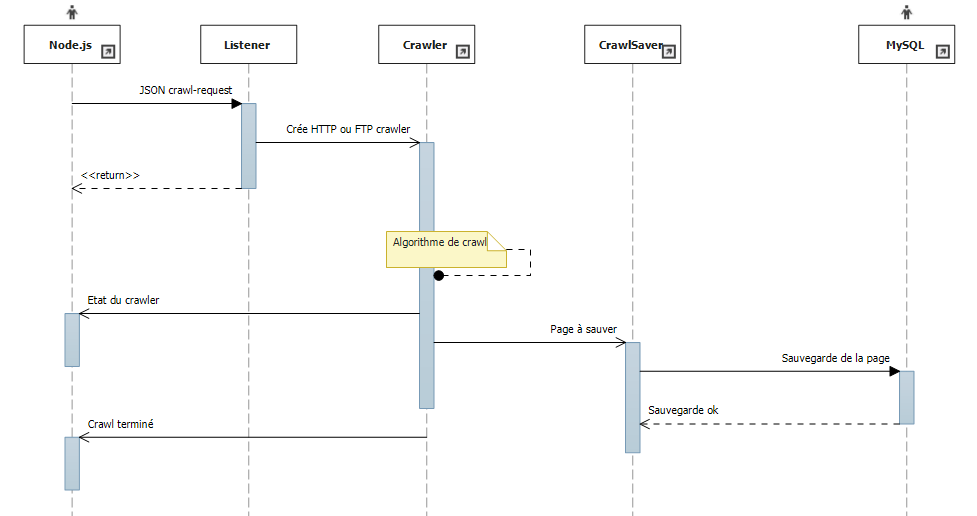 Node.js
Listener
Crawler
CrawlSaver
MySQL
JSON crawl-request
Crée HTTP ou FTP crawler
<<return>>
Algorithme de crawl
Etat du crawler
Page à sauver
Sauvegarde de la page
Sauvegarde ok
Crawl terminé